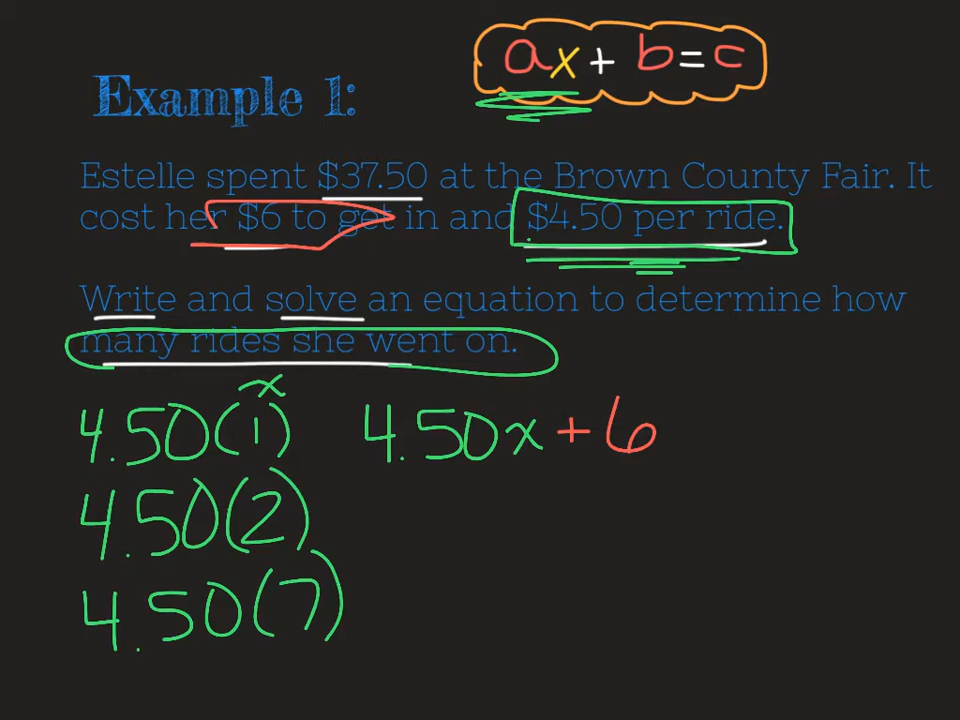 ax + b = c
Example 1:
Estelle spent $37.50 at the Brown County Fair. It
cost her $6 to get in and $4.50 per ride.
Write and solve an equation to determine how
many rides she went on.
x
4.50(1) 4.50x + 6
4.50(2)
4.50(7)